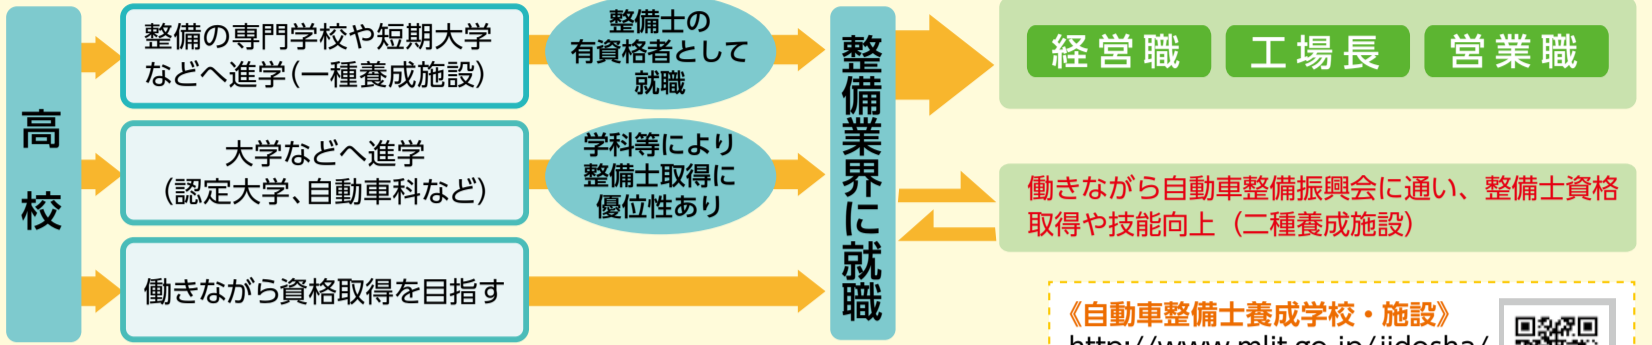 高校
整備の専門学校や短期大学
などへ進学（一種養成施設）
大学などへ進学
（認定大学、自動車科など）
働きながら資格取得を目指す
整備士の
有資格者として
就職
学科等により
整備士取得に
優位性あり
整備業界に就職
経営職
工場長
営業職
働きながら自動車整備振興会に通い、整備士資格
取得や技能向上（二種養成施設）
《自動車整備士養成学校・施設》
http://www.mlit.go.jp/jidosha/